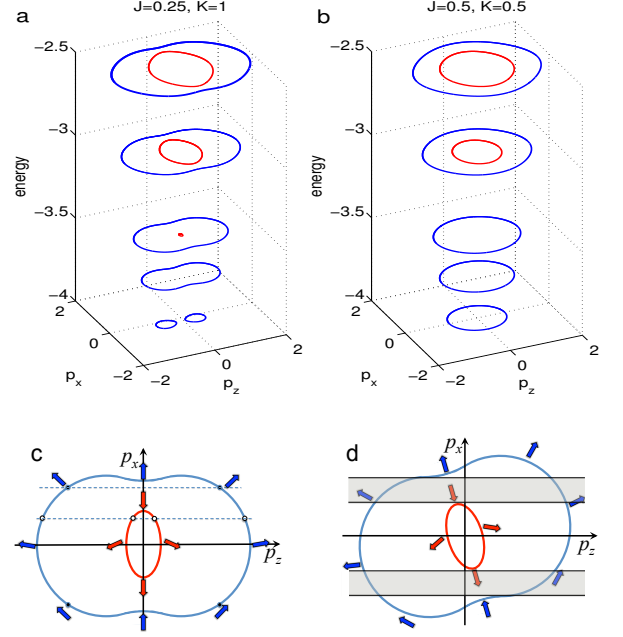 a
J=0.25, K=1
−2.5
−3
−3.5
−4
energy
2
0
−2
p_x
−2
0
2
p_z
b
J=0.5, K=0.5
−2.5
−3
−3.5
−4
energy
2
0
−2
p_x
−2
0
2
p_z
c
p_x
p_z
d
p_x
p_z